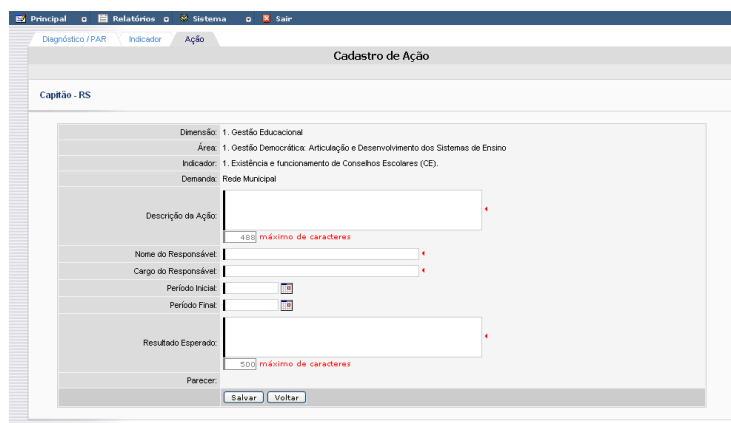 Principal Relatórios Sistema Sair
Diagnóstico / PAR Indicador Ação
Cadastro de Ação
Capitão - RS
Dimensão: 1. Gestão Educacional
Área: 1. Gestão Democrática: Articulação e Desenvolvimento dos Sistemas de Ensino
Indicador: 1. Existência e funcionamento de Conselhos Escolares (CE).
Demanda: Rede Municipal
Descrição da Ação:
488 máximo de caracteres
Nome do Responsável:
Cargo do Responsável:
Período Inicial:
Período Final:
Resultado Esperado:
500 máximo de caracteres
Parecer:
Salvar Voltar